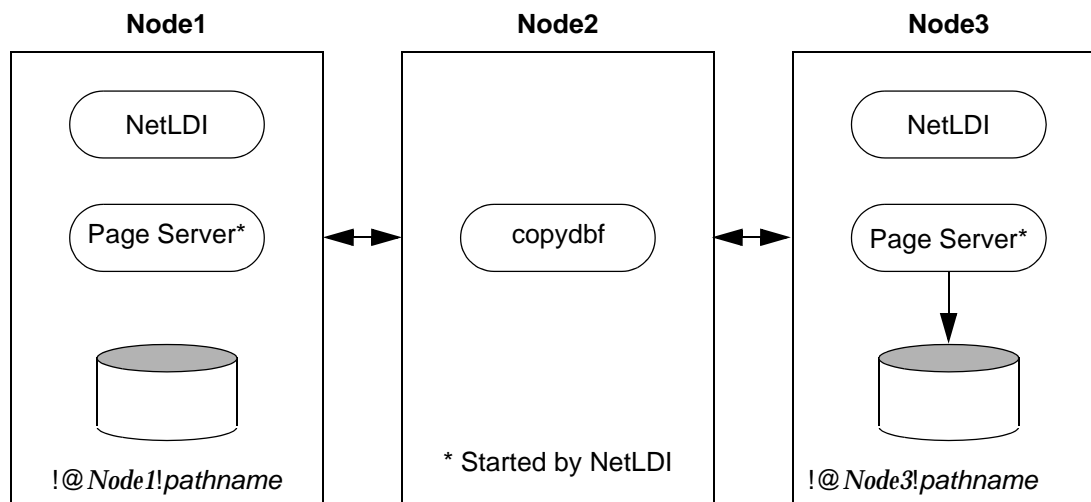 Node1
Node2
Node3
NetLDI
NetLDI
Page Server*
copydbf
Page Server*
!@Node1!pathname
* Started by NetLDI
!@Node3!pathname